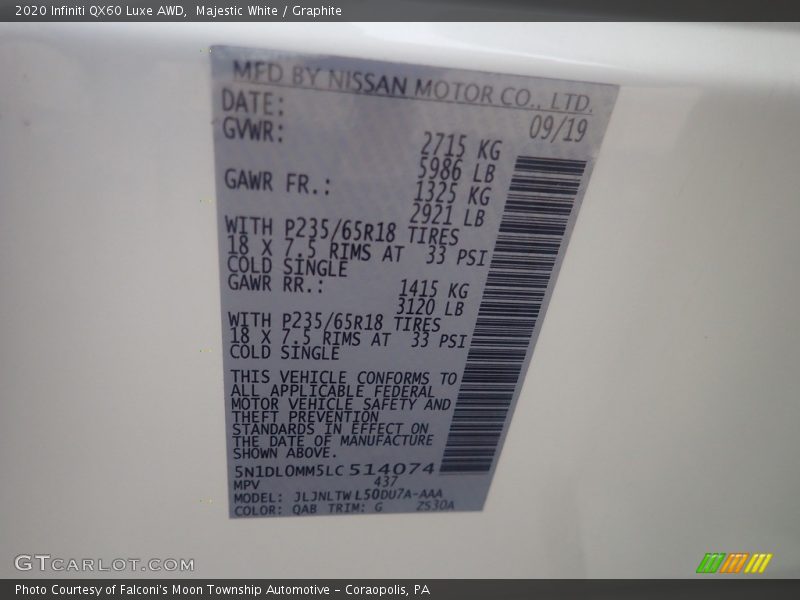 2020 Infiniti QX60 Luxe AWD,  Majestic White / Graphite
MFD BY NISSAN MOTOR CO., LTD.
DATE: 09/19
GVWR: 2715 KG
5986 LB
GAWR FR.: 1325 KG
2921 LB
WITH P235/65R18 TIRES
18 X 7.5 RIMS AT 33 PSI
COLD SINGLE
GAWR RR.: 1415 KG
3120 LB
WITH P235/65R18 TIRES
18 X 7.5 RIMS AT 33 PSI
COLD SINGLE
THIS VEHICLE CONFORMS TO
ALL APPLICABLE FEDERAL
MOTOR VEHICLE SAFETY AND
THEFT PREVENTION
STANDARDS IN EFFECT ON
THE DATE OF MANUFACTURE
SHOWN ABOVE.
5N1DL0MM5LC514074
MPV 437
MODEL: JLJNLTWL50DU7A-AAA
COLOR: QAB TRIM: G ZS30A
GTCARLOT.COM
Photo Courtesy of Falconi's Moon Township Automotive – Coraopolis, PA